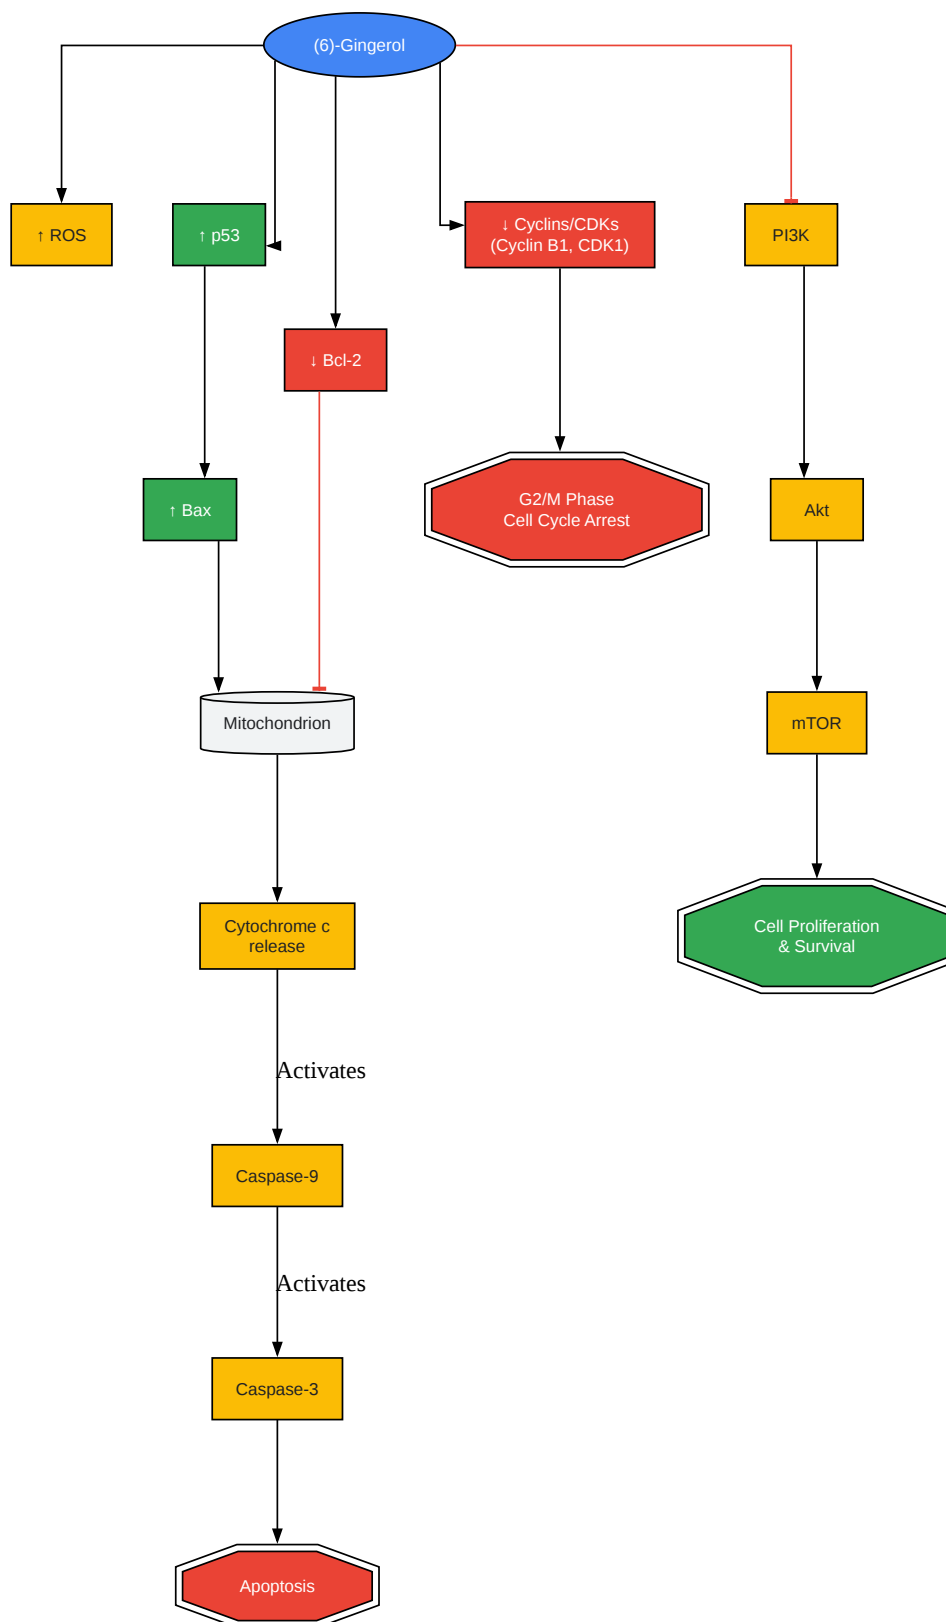 (6)-Gingerol
↑ ROS
↑ p53
↓ Cyclins/CDKs
(Cyclin B1, CDK1)
PI3K
↓ Bcl-2
↑ Bax
G2/M Phase
Cell Cycle Arrest
Akt
Mitochondrion
mTOR
Cytochrome c
release
Cell Proliferation
& Survival
Activates
Caspase-9
Activates
Caspase-3
Apoptosis